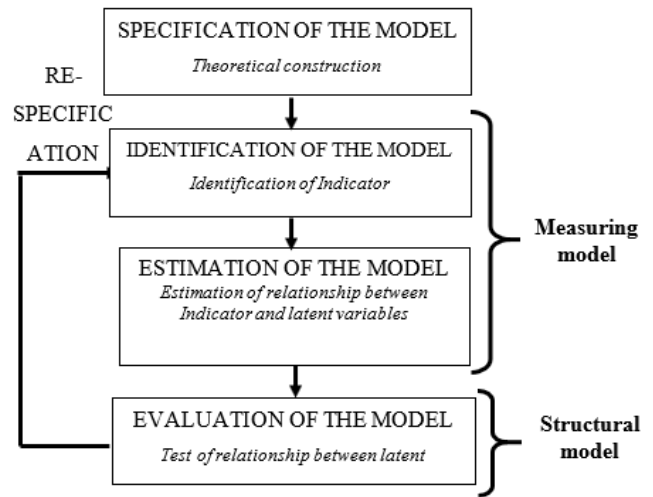 SPECIFICATION OF THE MODEL
Theoretical construction
RE-
SPECIFIC
ATION
IDENTIFICATION OF THE MODEL
Identification of Indicator
ESTIMATION OF THE MODEL
Estimation of relationship between
Indicator and latent variables
Measuring
model
EVALUATION OF THE MODEL
Test of relationship between latent
Structural
model